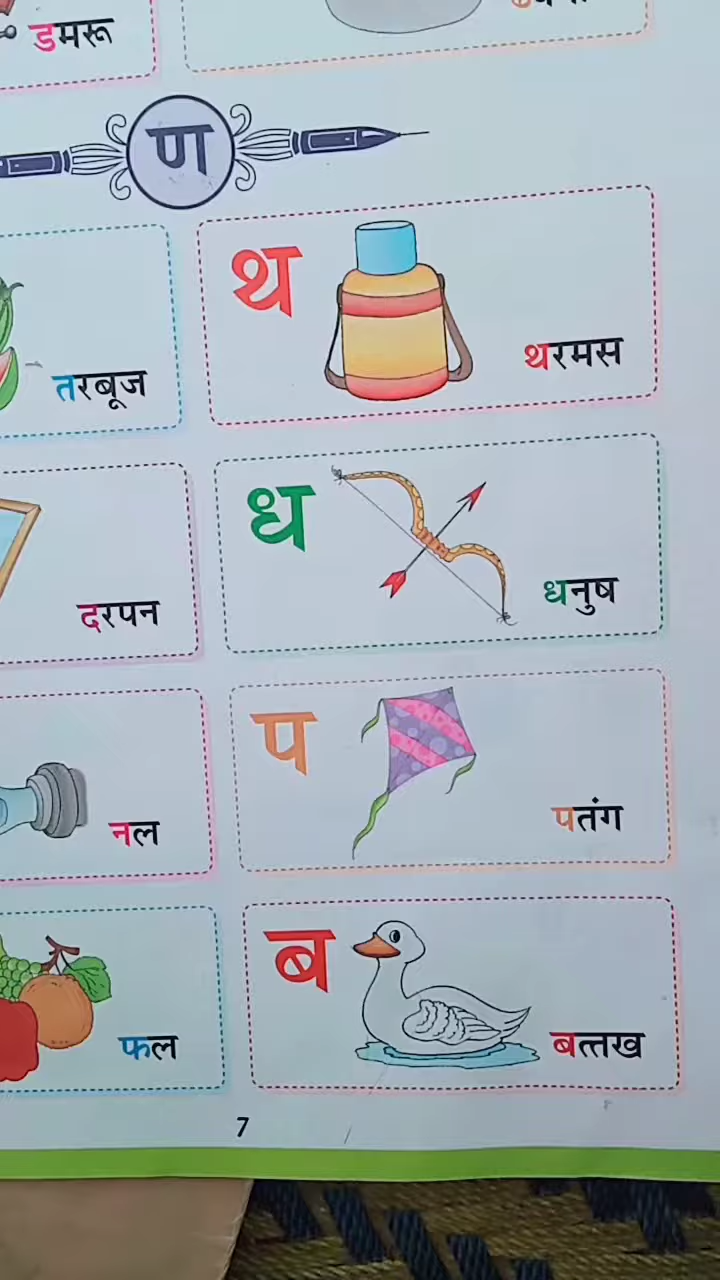 डमरू
ण
थ
तरबूज
थरमस
ध
दरपन
धनुष
प
नल
पतंग
ब
फल
बत्तख
7